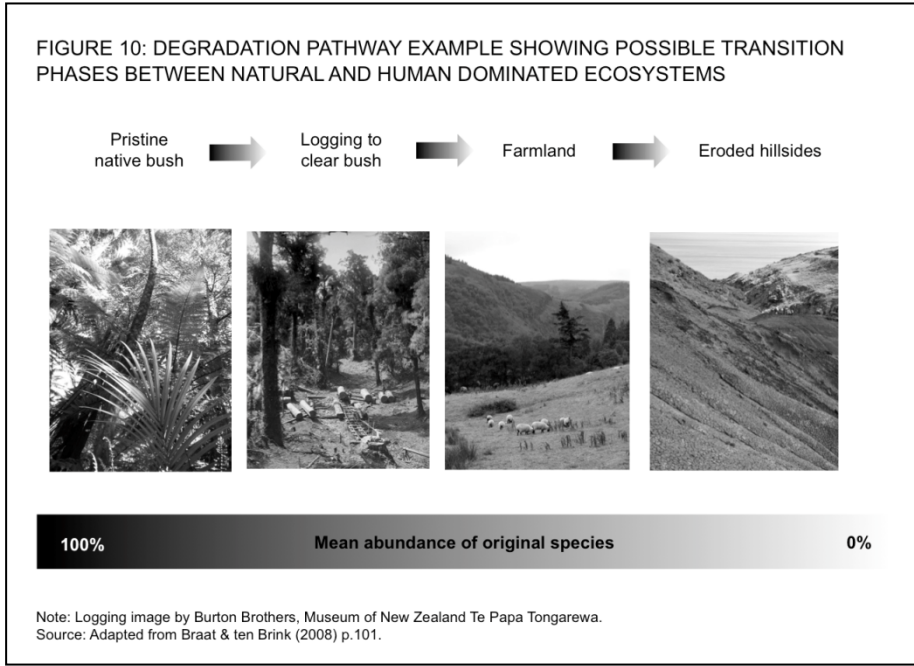 FIGURE 10: DEGRADATION PATHWAY EXAMPLE SHOWING POSSIBLE TRANSITION
PHASES BETWEEN NATURAL AND HUMAN DOMINATED ECOSYSTEMS
Pristine
native bush
Logging to
clear bush
Farmland
Eroded hillsides
100%
Mean abundance of original species
0%
Note: Logging image by Burton Brothers, Museum of New Zealand Te Papa Tongarewa.
Source: Adapted from Braat & ten Brink (2008) p.101.